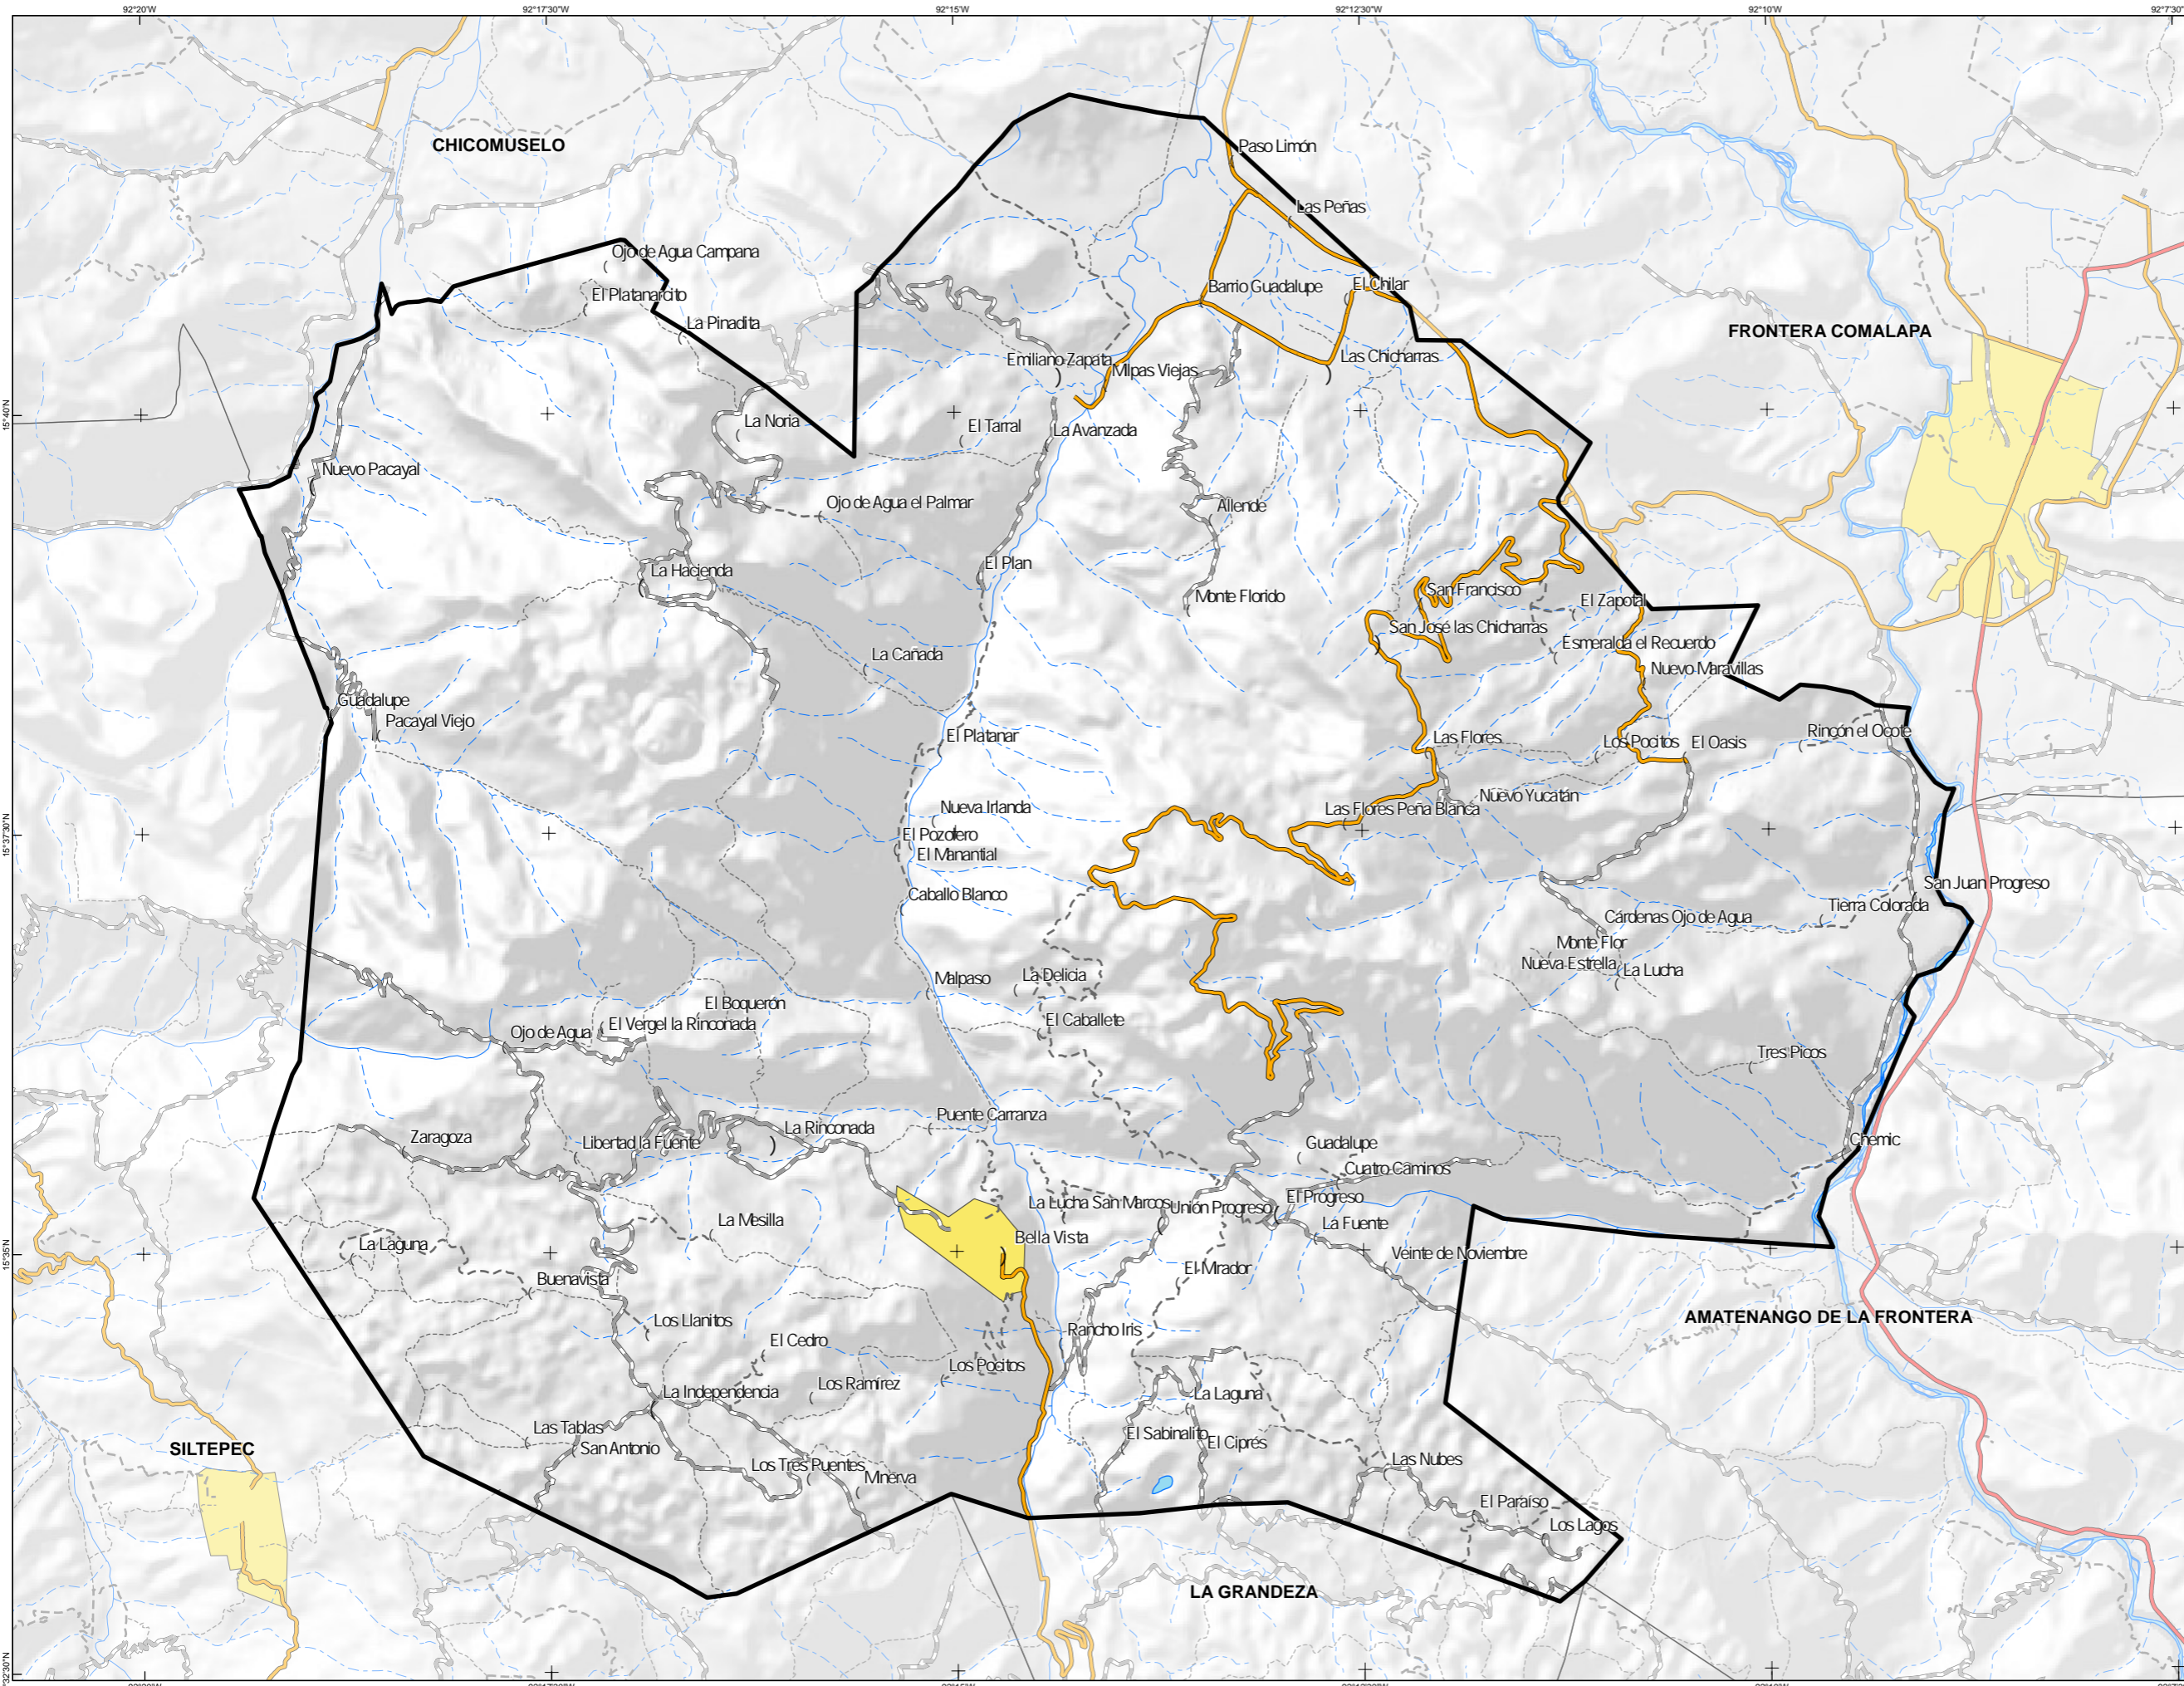 92°20'W
92°17'30"W
92°15'W
92°12'30"W
92°10'W
CHICOMUSELO
Paso Limón
Las Peñas
Ojo de Agua Campana
El Platanarcito
Barrio Guadalupe
El Chilar
La Pinadita
FRONTERA COMALAPA
Emiliano Zapata
Milpas Viejas
Las Chicharras
15°40'N
La Noria
El Tarral
La Avanzada
Nuevo Pacayal
Ojo de Agua el Palmar
Allende
El Plan
La Hacienda
Monte Florido
San Francisco
El Zapotal
San José las Chicharras
Esmeralda el Recuerdo
La Cañada
Nuevo Maravillas
Guadalupe
Pacayal Viejo
El Platanar
Las Flores
Los Pocitos
El Oasis
Rincón el Ocote
Nueva Irlanda
Las Flores Peña Blanca
Nuevo Yucatán
15°37'30"N
El Pozolero
El Manantial
Caballo Blanco
San Juan Progreso
Tierra Colorada
Cárdenas Ojo de Agua
Monte Flor
Nueva Estrella
La Lucha
Malpaso
La Delicia
El Boquerón
El Vergel la Rinconada
Ojo de Agua
El Caballete
Tres Picos
Puente Carranza
La Rinconada
Zaragoza
Libertad la Fuente
Guadalupe
Chemic
Cuatro Caminos
El Progreso
La Lucha San Marcos
Unión Progreso
La Mesilla
La Fuente
Bella Vista
La Laguna
Veinte de Noviembre
15°35'N
El Mirador
Buenavista
Los Llanitos
Rancho Iris
AMATENANGO DE LA FRONTERA
El Cedro
Los Pocitos
Los Ramírez
La Independencia
La Laguna
Las Tablas
San Antonio
El Sabinalito
El Ciprés
SILTEPEC
Los Tres Puentes
Minerva
Las Nubes
El Paraíso
Los Lagos
LA GRANDEZA